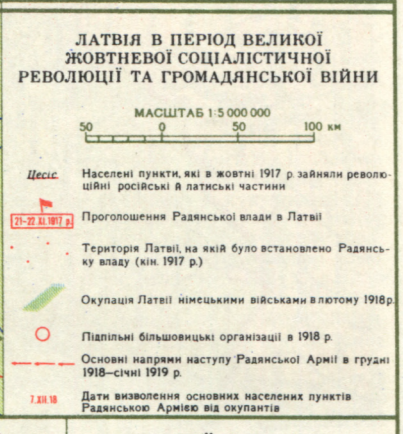 ЛАТВІЯ В ПЕРІОД ВЕЛИКОЇ
ЖОВТНЕВОЇ СОЦІАЛІСТИЧНОЇ
РЕВОЛЮЦІЇ ТА ГРОМАДЯНСЬКОЇ ВІЙНИ
МАСШТАБ 1:5 000 000
50 0 50 100 км
Цесіс Населені пункти, які в жовтні 1917 р. зайняли револю-
ційні російські й латиські частини
21–22.XI.1917 р. Проголошення Радянської влади в Латвії
Територія Латвії, на якій було встановлено Радянсь-
ку владу (кін. 1917 р.)
Окупація Латвії німецькими військами в лютому 1918р.
Підпільні більшовицькі організації в 1918 р.
Основні напрями наступу Радянської Армії в грудні
1918–січні 1919 р.
7.XII.18 Дати визволення основних населених пунктів
Радянською Армією від окупантів